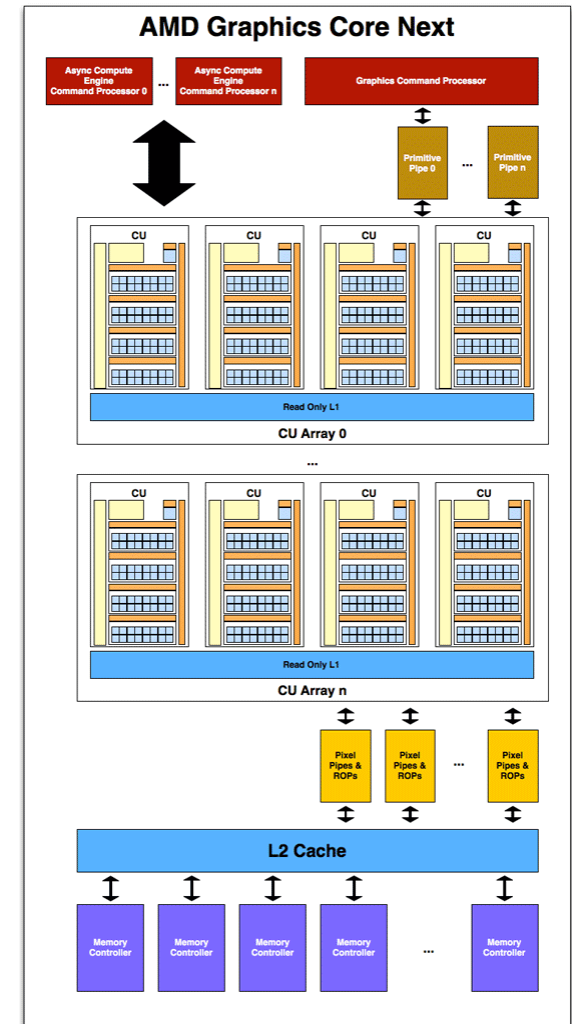 AMD Graphics Core Next
Async Compute
Engine
Command Processor 0
...
Async Compute
Engine
Command Processor n
Graphics Command Processor
Primitive
Pipe 0
...
Primitive
Pipe n
CU
CU
CU
CU
Read Only L1
CU Array 0
...
CU
CU
CU
CU
Read Only L1
CU Array n
Pixel
Pipes &
ROPs
Pixel
Pipes &
ROPs
...
Pixel
Pipes &
ROPs
L2 Cache
Memory
Controller
Memory
Controller
Memory
Controller
Memory
Controller
...
Memory
Controller